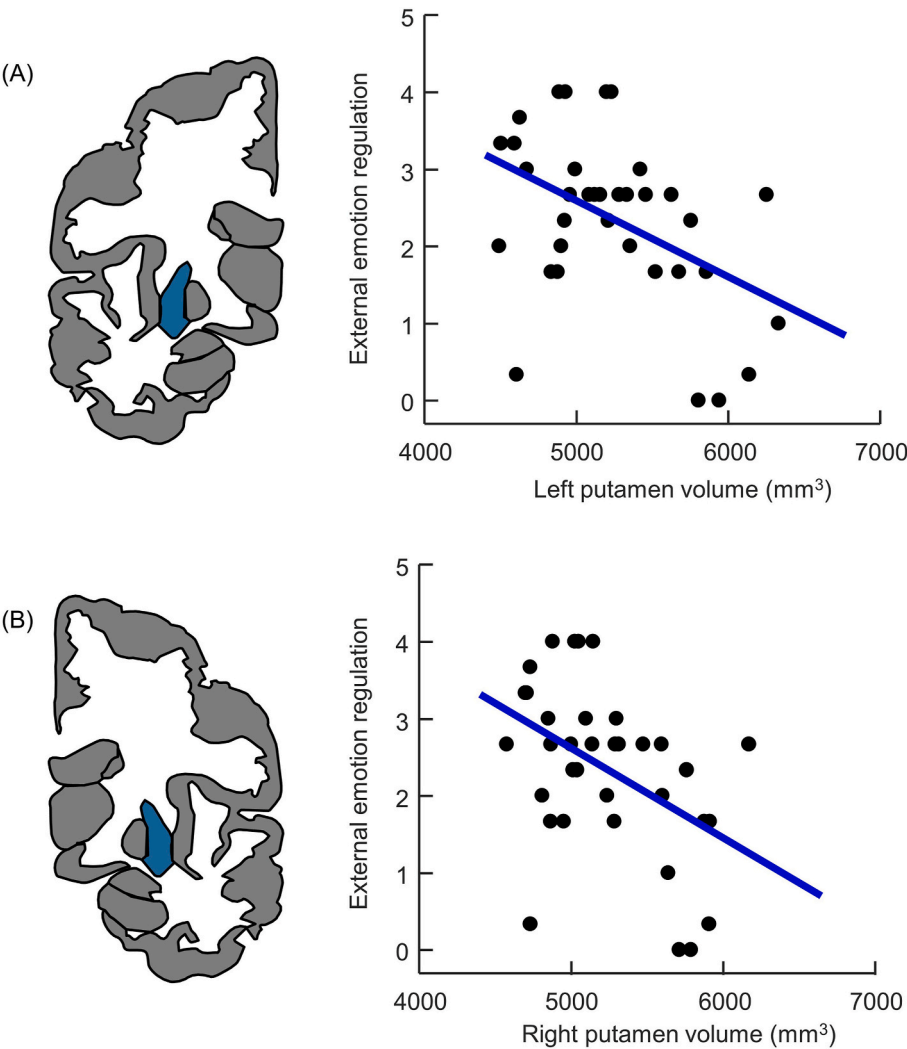 (A)
External emotion regulation
5
4
3
2
1
0
4000 5000 6000 7000
Left putamen volume (mm³)
(B)
External emotion regulation
5
4
3
2
1
0
4000 5000 6000 7000
Right putamen volume (mm³)